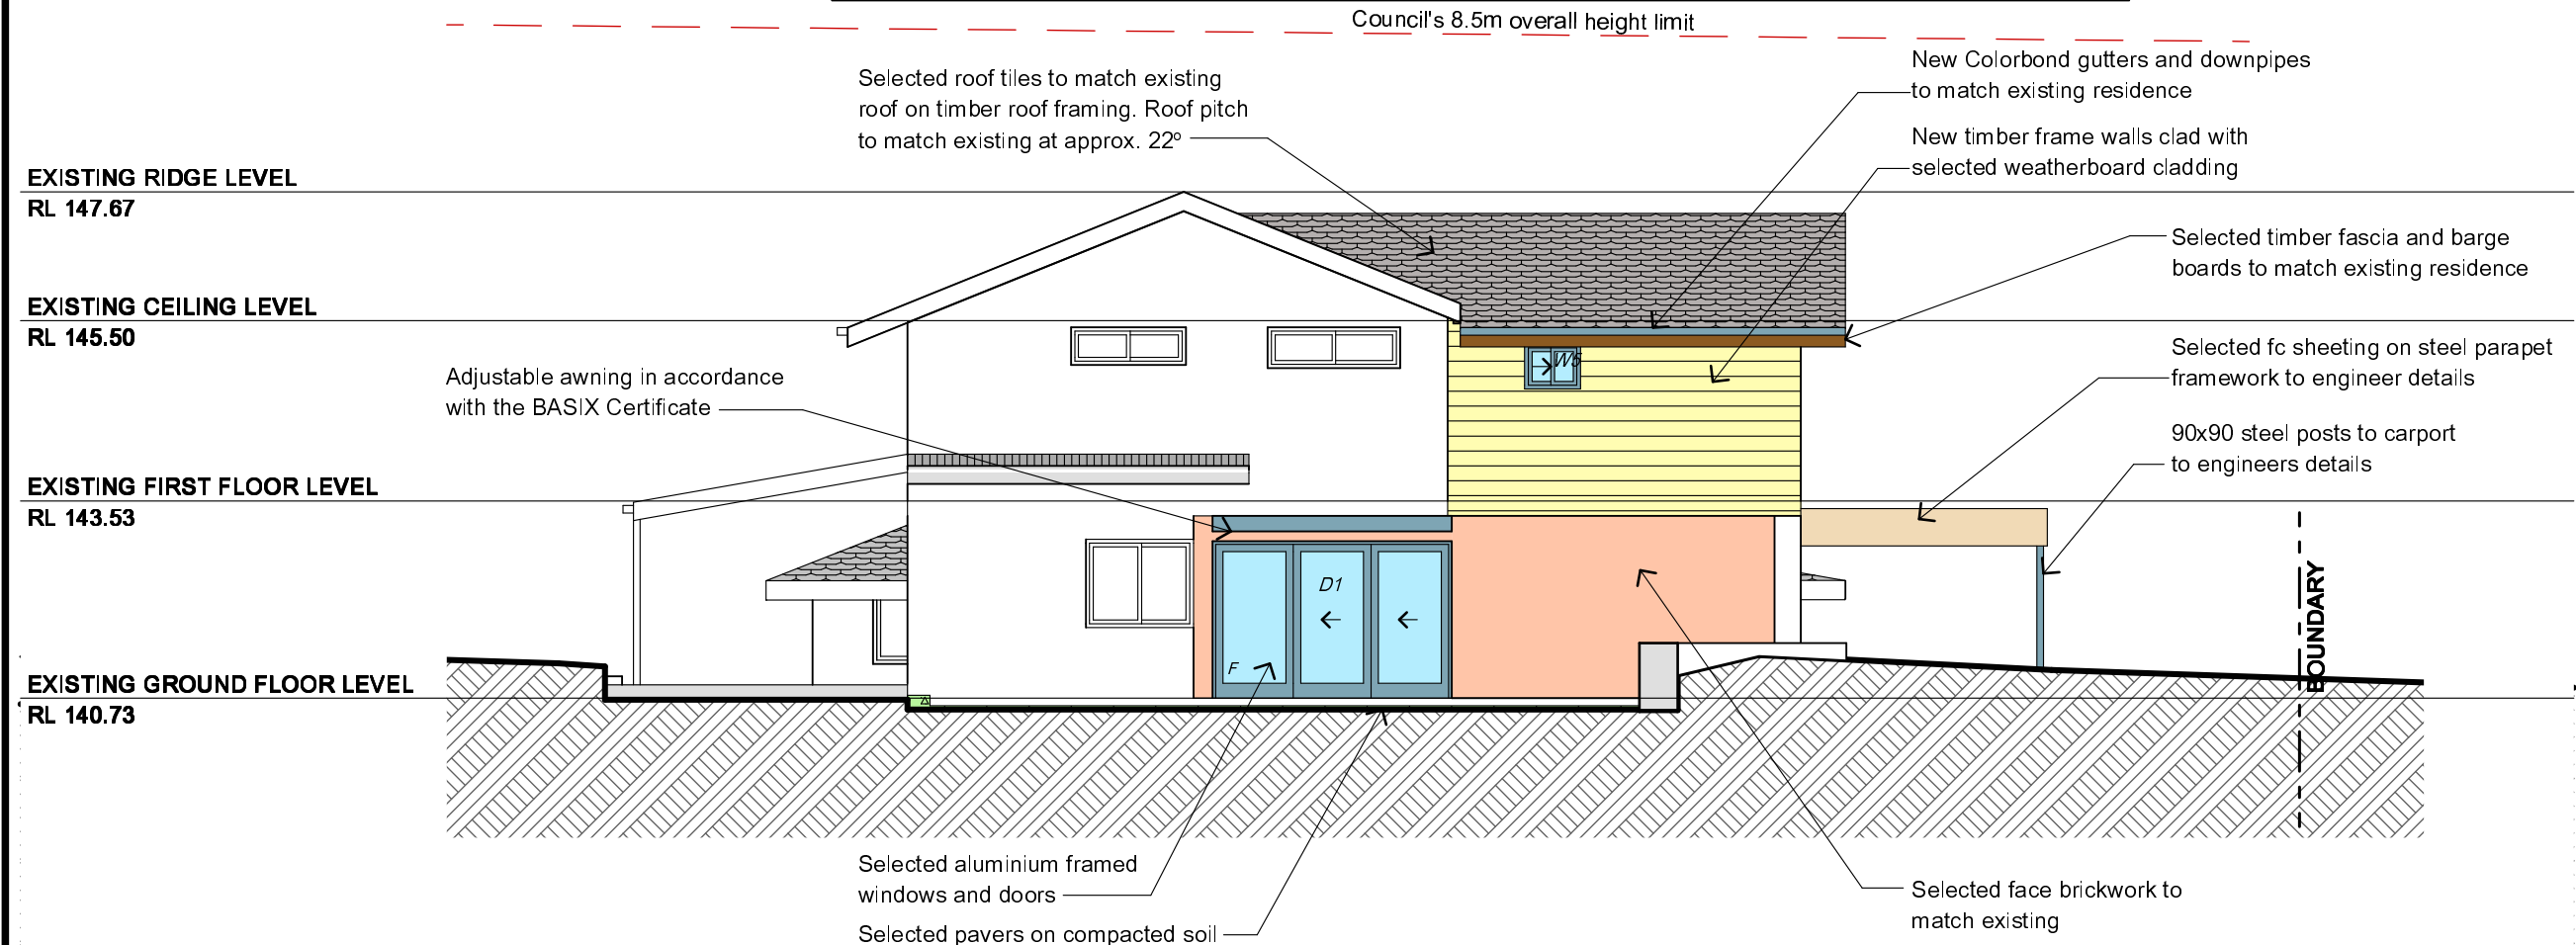 Council's 8.5m overall height limit
Selected roof tiles to match existing
roof on timber roof framing. Roof pitch
to match existing at approx. 22º
New Colorbond gutters and downpipes
to match existing residence
New timber frame walls clad with
selected weatherboard cladding
EXISTING RIDGE LEVEL
RL 147.67
Selected timber fascia and barge
boards to match existing residence
EXISTING CEILING LEVEL
RL 145.50
Selected fc sheeting on steel parapet
framework to engineer details
W5
Adjustable awning in accordance
with the BASIX Certificate
90x90 steel posts to carport
to engineers details
EXISTING FIRST FLOOR LEVEL
RL 143.53
D1
F
BOUNDARY
EXISTING GROUND FLOOR LEVEL
RL 140.73
Selected aluminium framed
windows and doors
Selected pavers on compacted soil
Selected face brickwork to
match existing